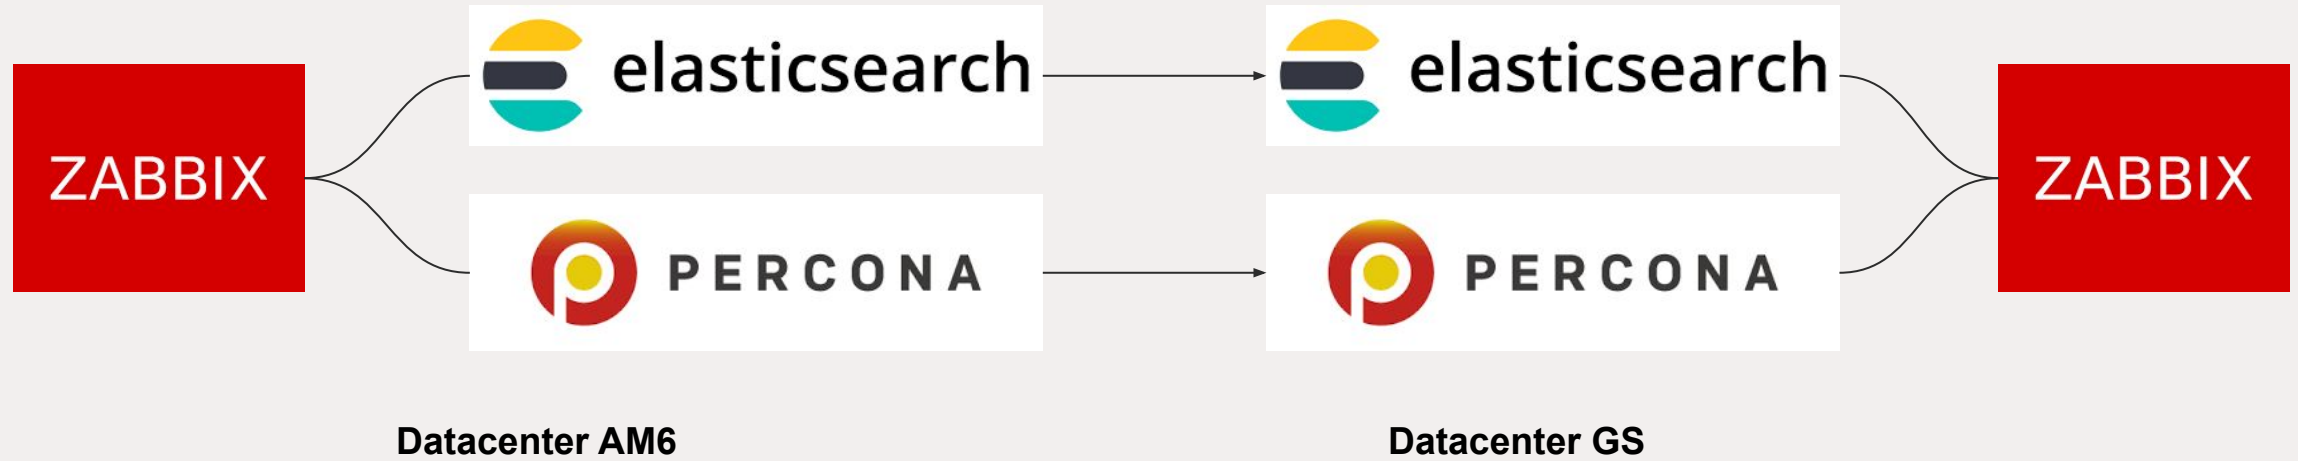 elasticsearch
elasticsearch
ZABBIX
ZABBIX
PERCONA
PERCONA
Datacenter AM6
Datacenter GS